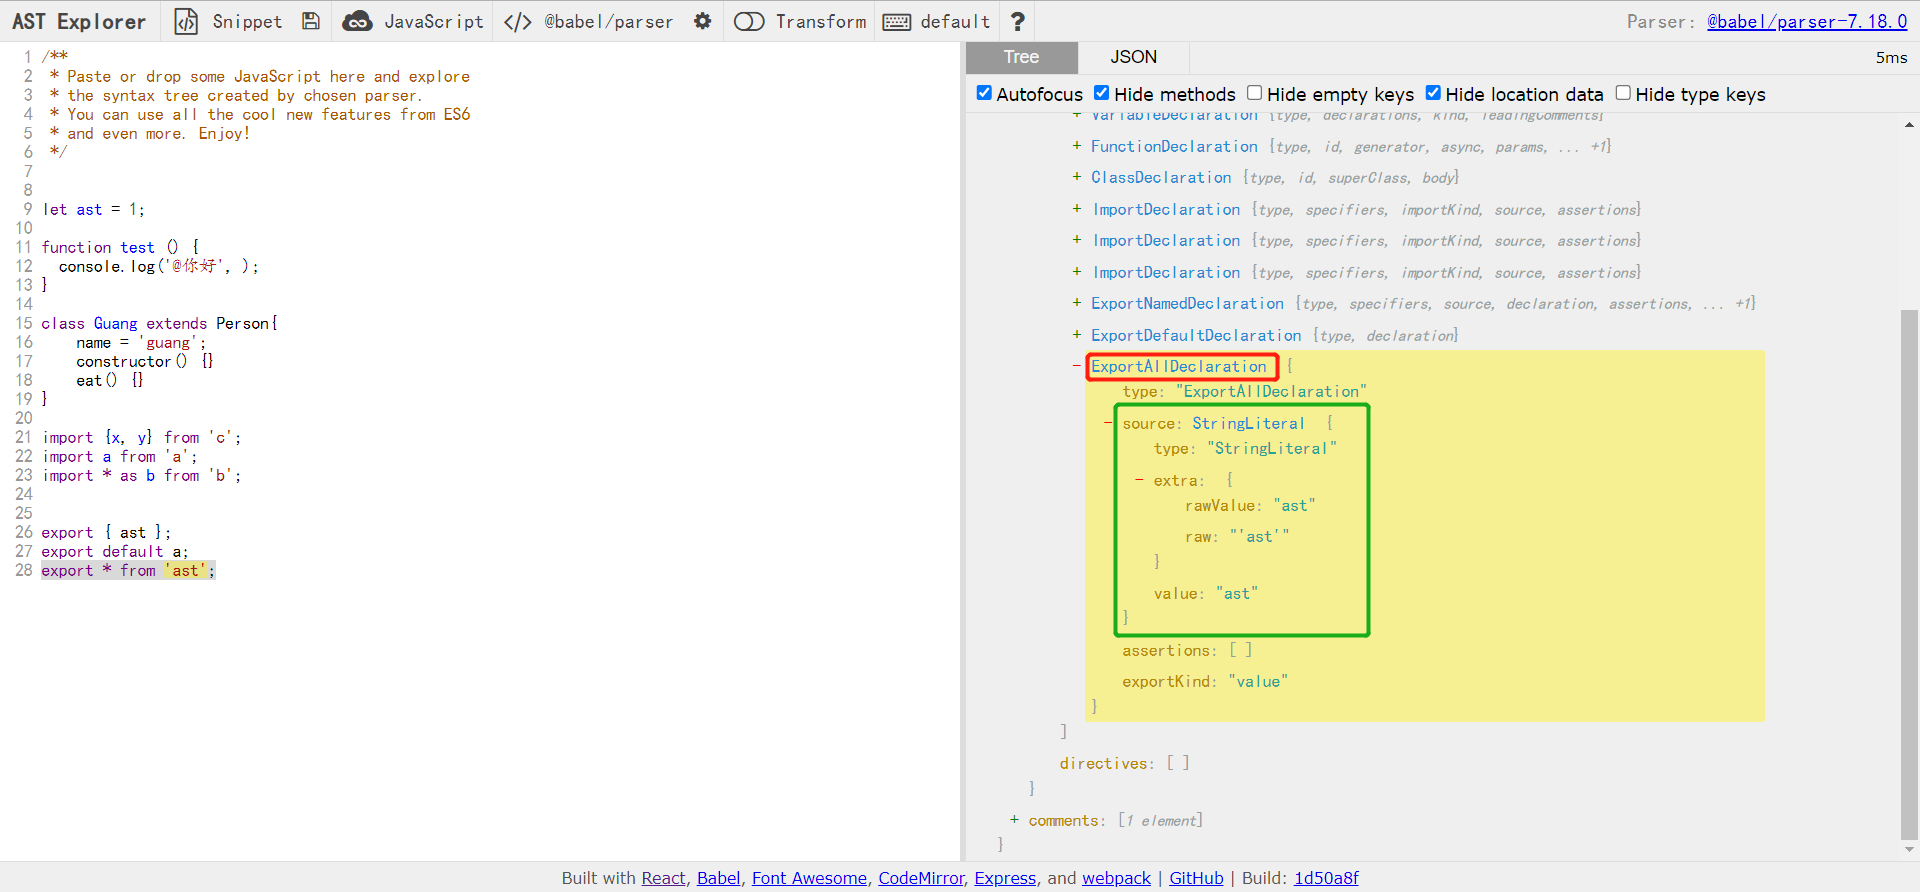 AST Explorer Snippet JavaScript </> @babel/parser Transform default ? Parser: @babel/parser-7.18.0
1 /**
2 * Paste or drop some JavaScript here and explore
3 * the syntax tree created by chosen parser.
4 * You can use all the cool new features from ES6
5 * and even more. Enjoy!
6 */
7
8
9 let ast = 1;
10
11 function test () {
12 console.log('@你好', );
13 }
14
15 class Guang extends Person{
16 name = 'guang';
17 constructor() {}
18 eat() {}
19 }
20
21 import {x, y} from 'c';
22 import a from 'a';
23 import * as b from 'b';
24
25
26 export { ast };
27 export default a;
28 export * from 'ast';
Tree JSON 5ms
Autofocus Hide methods Hide empty keys Hide location data Hide type keys
+ VariableDeclaration {type, declarations, kind, leadingComments}
+ FunctionDeclaration {type, id, generator, async, params, ... +1}
+ ClassDeclaration {type, id, superClass, body}
+ ImportDeclaration {type, specifiers, importKind, source, assertions}
+ ImportDeclaration {type, specifiers, importKind, source, assertions}
+ ImportDeclaration {type, specifiers, importKind, source, assertions}
+ ExportNamedDeclaration {type, specifiers, source, declaration, assertions, ... +1}
+ ExportDefaultDeclaration {type, declaration}
- ExportAllDeclaration {
type: "ExportAllDeclaration"
- source: StringLiteral {
type: "StringLiteral"
- extra: {
rawValue: "ast"
raw: "'ast'"
}
value: "ast"
}
assertions: [ ]
exportKind: "value"
}
]
directives: [ ]
}
+ comments: [1 element]
}
Built with React, Babel, Font Awesome, CodeMirror, Express, and webpack | GitHub | Build: 1d50a8f